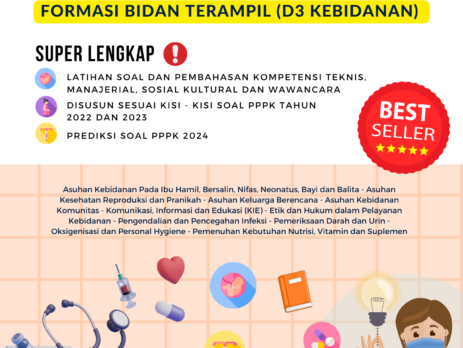 FORMASI BIDAN TERAMPIL (D3 KEBIDANAN)
SUPER LENGKAP
LATIHAN SOAL DAN PEMBAHASAN KOMPETENSI TEKNIS,
MANAJERIAL, SOSIAL KULTURAL DAN WAWANCARA
DISUSUN SESUAI KISI - KISI SOAL PPPK TAHUN
2022 DAN 2023
PREDIKSI SOAL PPPK 2024
BEST
SELLER
Asuhan Kebidanan Pada Ibu Hamil, Bersalin, Nifas, Neonatus, Bayi dan Balita - Asuhan
Kesehatan Reproduksi dan Pranikah - Asuhan Keluarga Berencana - Asuhan Kebidanan
Komunitas - Komunikasi, Informasi dan Edukasi (KIE) - Etik dan Hukum dalam Pelayanan
Kebidanan - Pengendalian dan Pencegahan Infeksi - Pemeriksaan Darah dan Urin -
Oksigenisasi dan Personal Hygiene - Pemenuhan Kebutuhan Nutrisi, Vitamin dan Suplemen